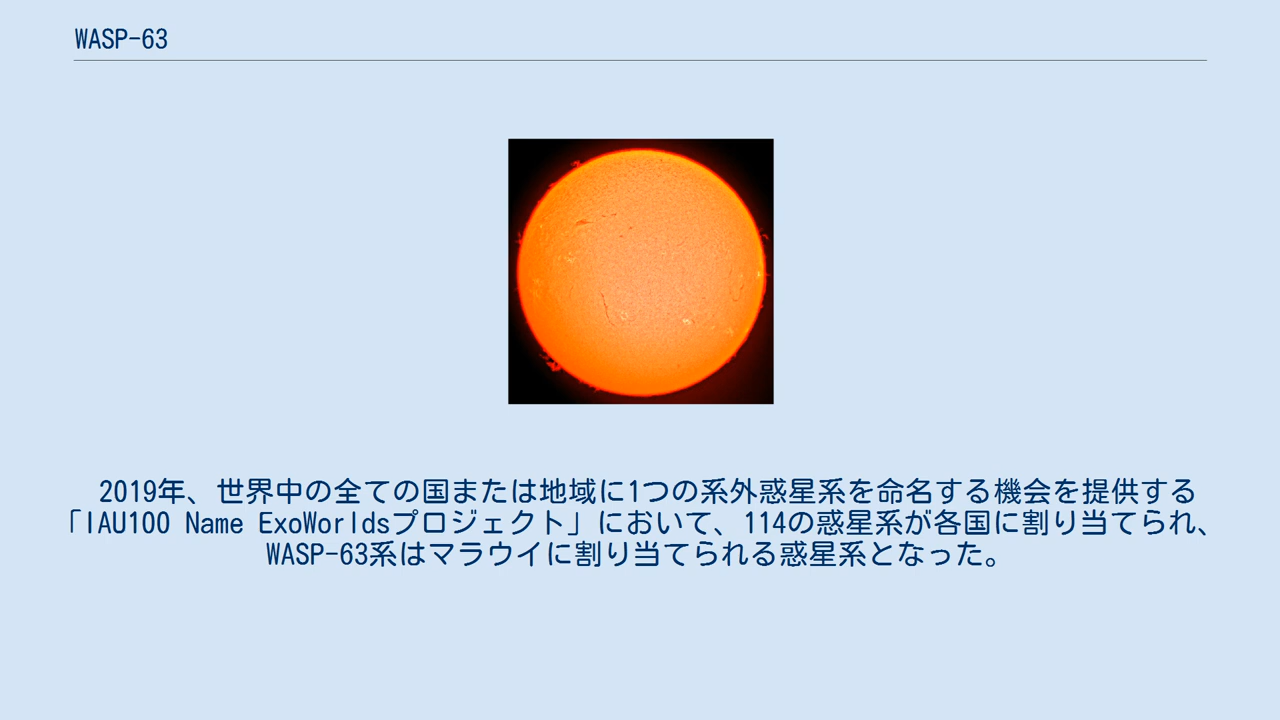 WASP-63
2019年、世界中の全ての国または地域に1つの系外惑星系を命名する機会を提供する
「IAU100 Name ExoWorldsプロジェクト」において、114の惑星系が各国に割り当てられ、
WASP-63系はマラウイに割り当てられる惑星系となった。